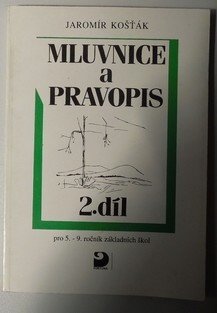 JAROMÍR KOŠŤÁK
MLUVNICE
a
PRAVOPIS
2.díl
pro 5. - 9. ročník základních škol